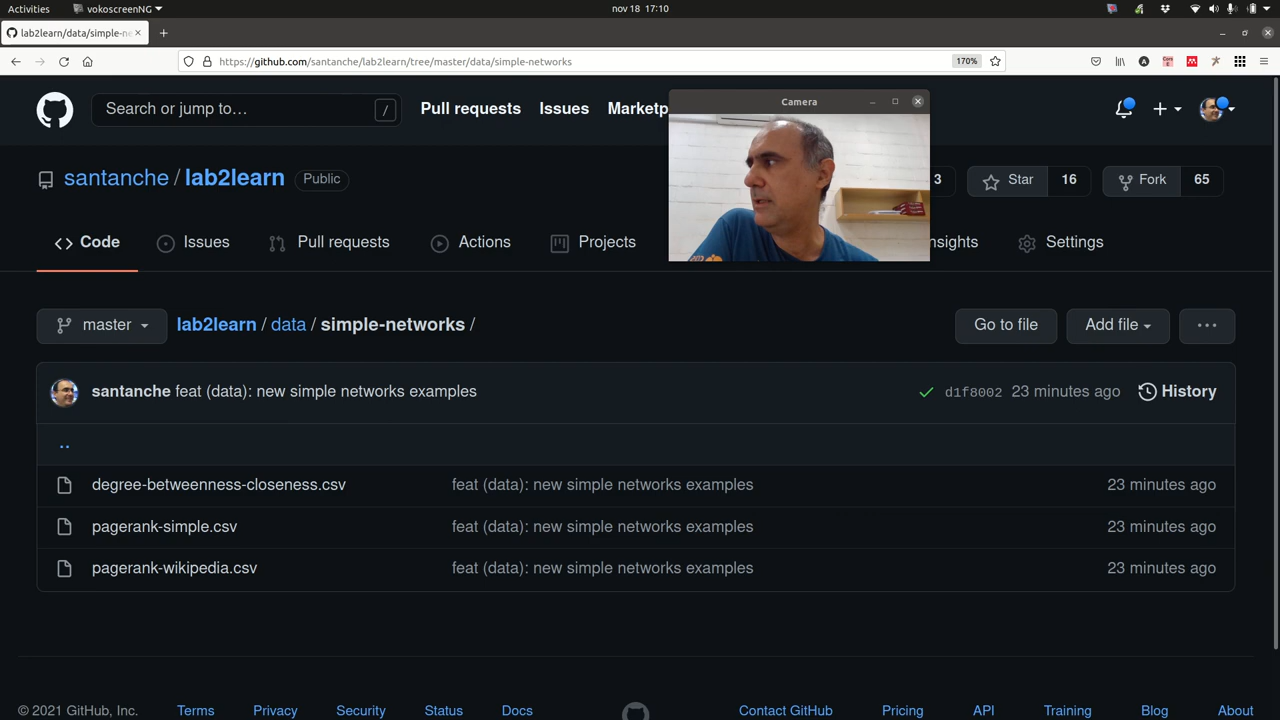 Activities
vokoscreenNG
nov 18 17:10
lab2learn/data/simple-ne
https://github.com/santanche/lab2learn/tree/master/data/simple-networks
170%
Search or jump to…
/
Pull requests
Issues
Marketp
Camera
santanche / lab2learn
Public
3
Star
16
Fork
65
Code
Issues
Pull requests
Actions
Projects
nsights
Settings
master
lab2learn / data / simple-networks /
Go to file
Add file
santanche feat (data): new simple networks examples
d1f8002 23 minutes ago
History
..
degree-betweenness-closeness.csv
feat (data): new simple networks examples
23 minutes ago
pagerank-simple.csv
feat (data): new simple networks examples
23 minutes ago
pagerank-wikipedia.csv
feat (data): new simple networks examples
23 minutes ago
© 2021 GitHub, Inc.
Terms
Privacy
Security
Status
Docs
Contact GitHub
Pricing
API
Training
Blog
About